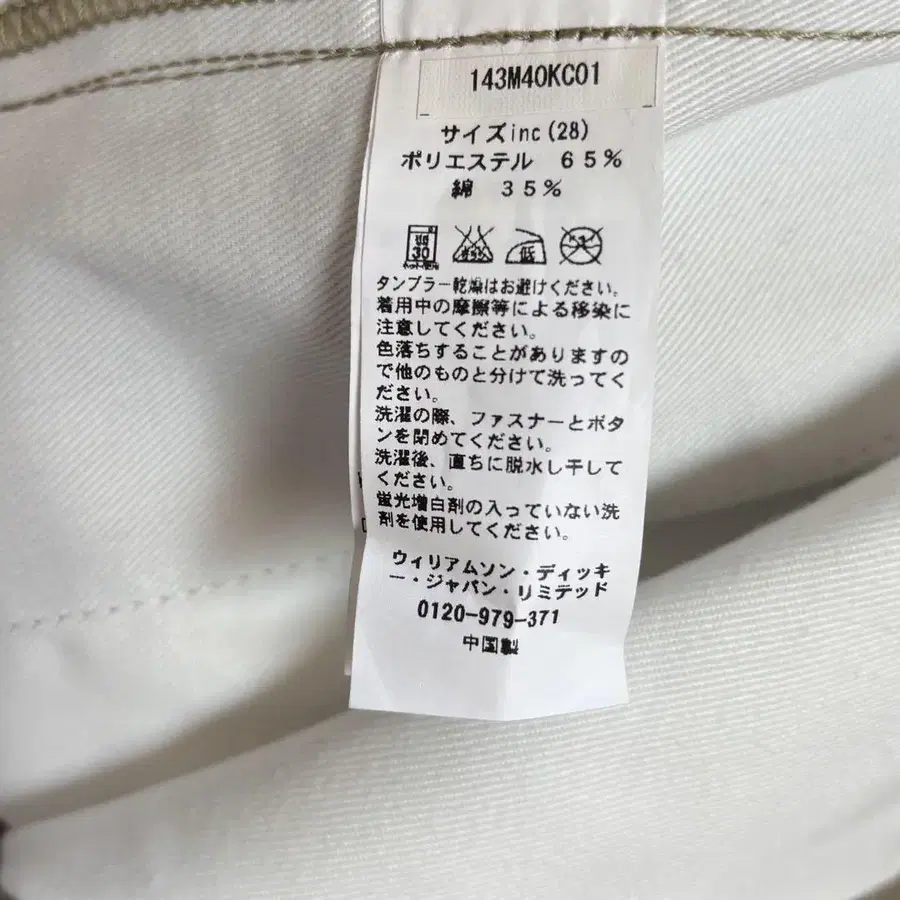 143M40KC01
サイズinc(28)
ポリエステル 65%
綿 35%
30
低
タンブラー乾燥はお避けください。
着用中の摩擦等による移染に
注意してください。
色落ちすることがありますの
で他のものと分けて洗ってく
ださい。
洗濯の際、ファスナーとボタ
ンを閉めてください。
洗濯後、直ちに脱水し干して
ください。
蛍光増白剤の入っていない洗
剤を使用してください。
ウィリアムソン・ディッキ
ー・ジャパン・リミテッド
0120-979-371
中国製